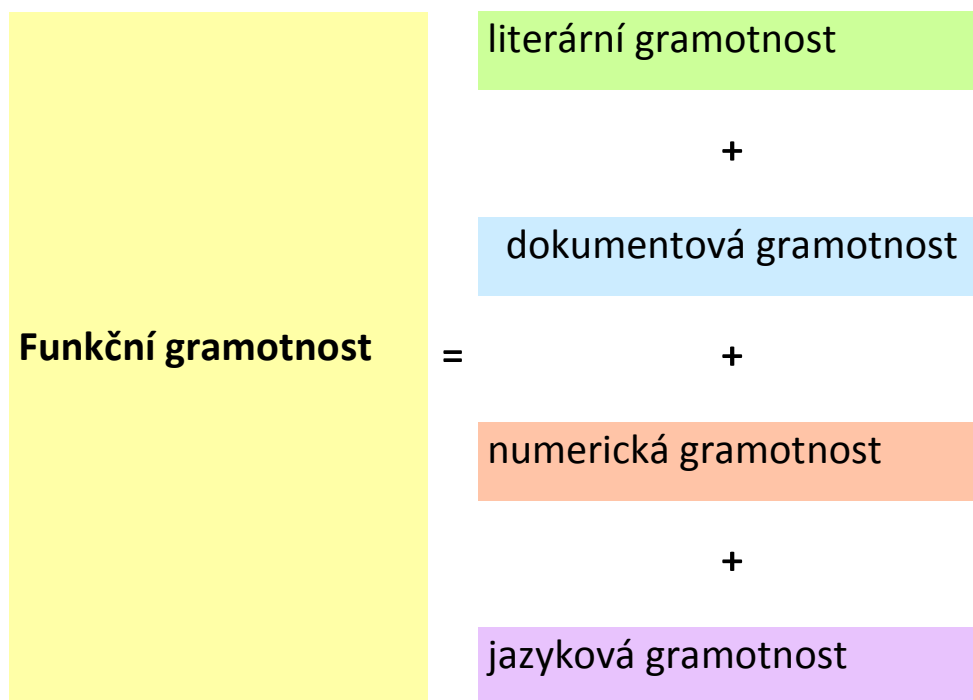 literární gramotnost
+
dokumentová gramotnost
Funkční gramotnost = +
numerická gramotnost
+
jazyková gramotnost